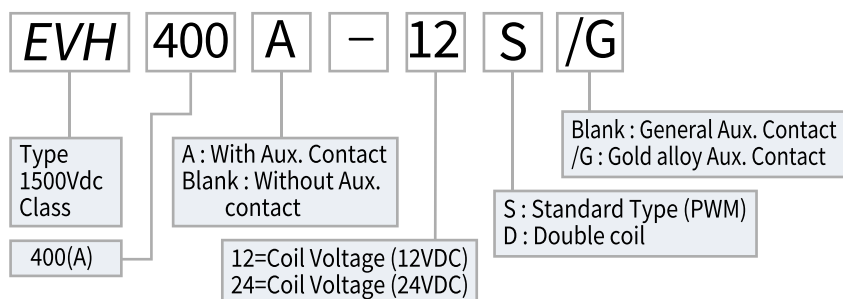 EVH 400 A – 12 S /G
Blank : General Aux. Contact
/G : Gold alloy Aux. Contact
Type
1500Vdc
Class
A : With Aux. Contact
Blank : Without Aux.
contact
S : Standard Type (PWM)
D : Double coil
400(A)
12=Coil Voltage (12VDC)
24=Coil Voltage (24VDC)